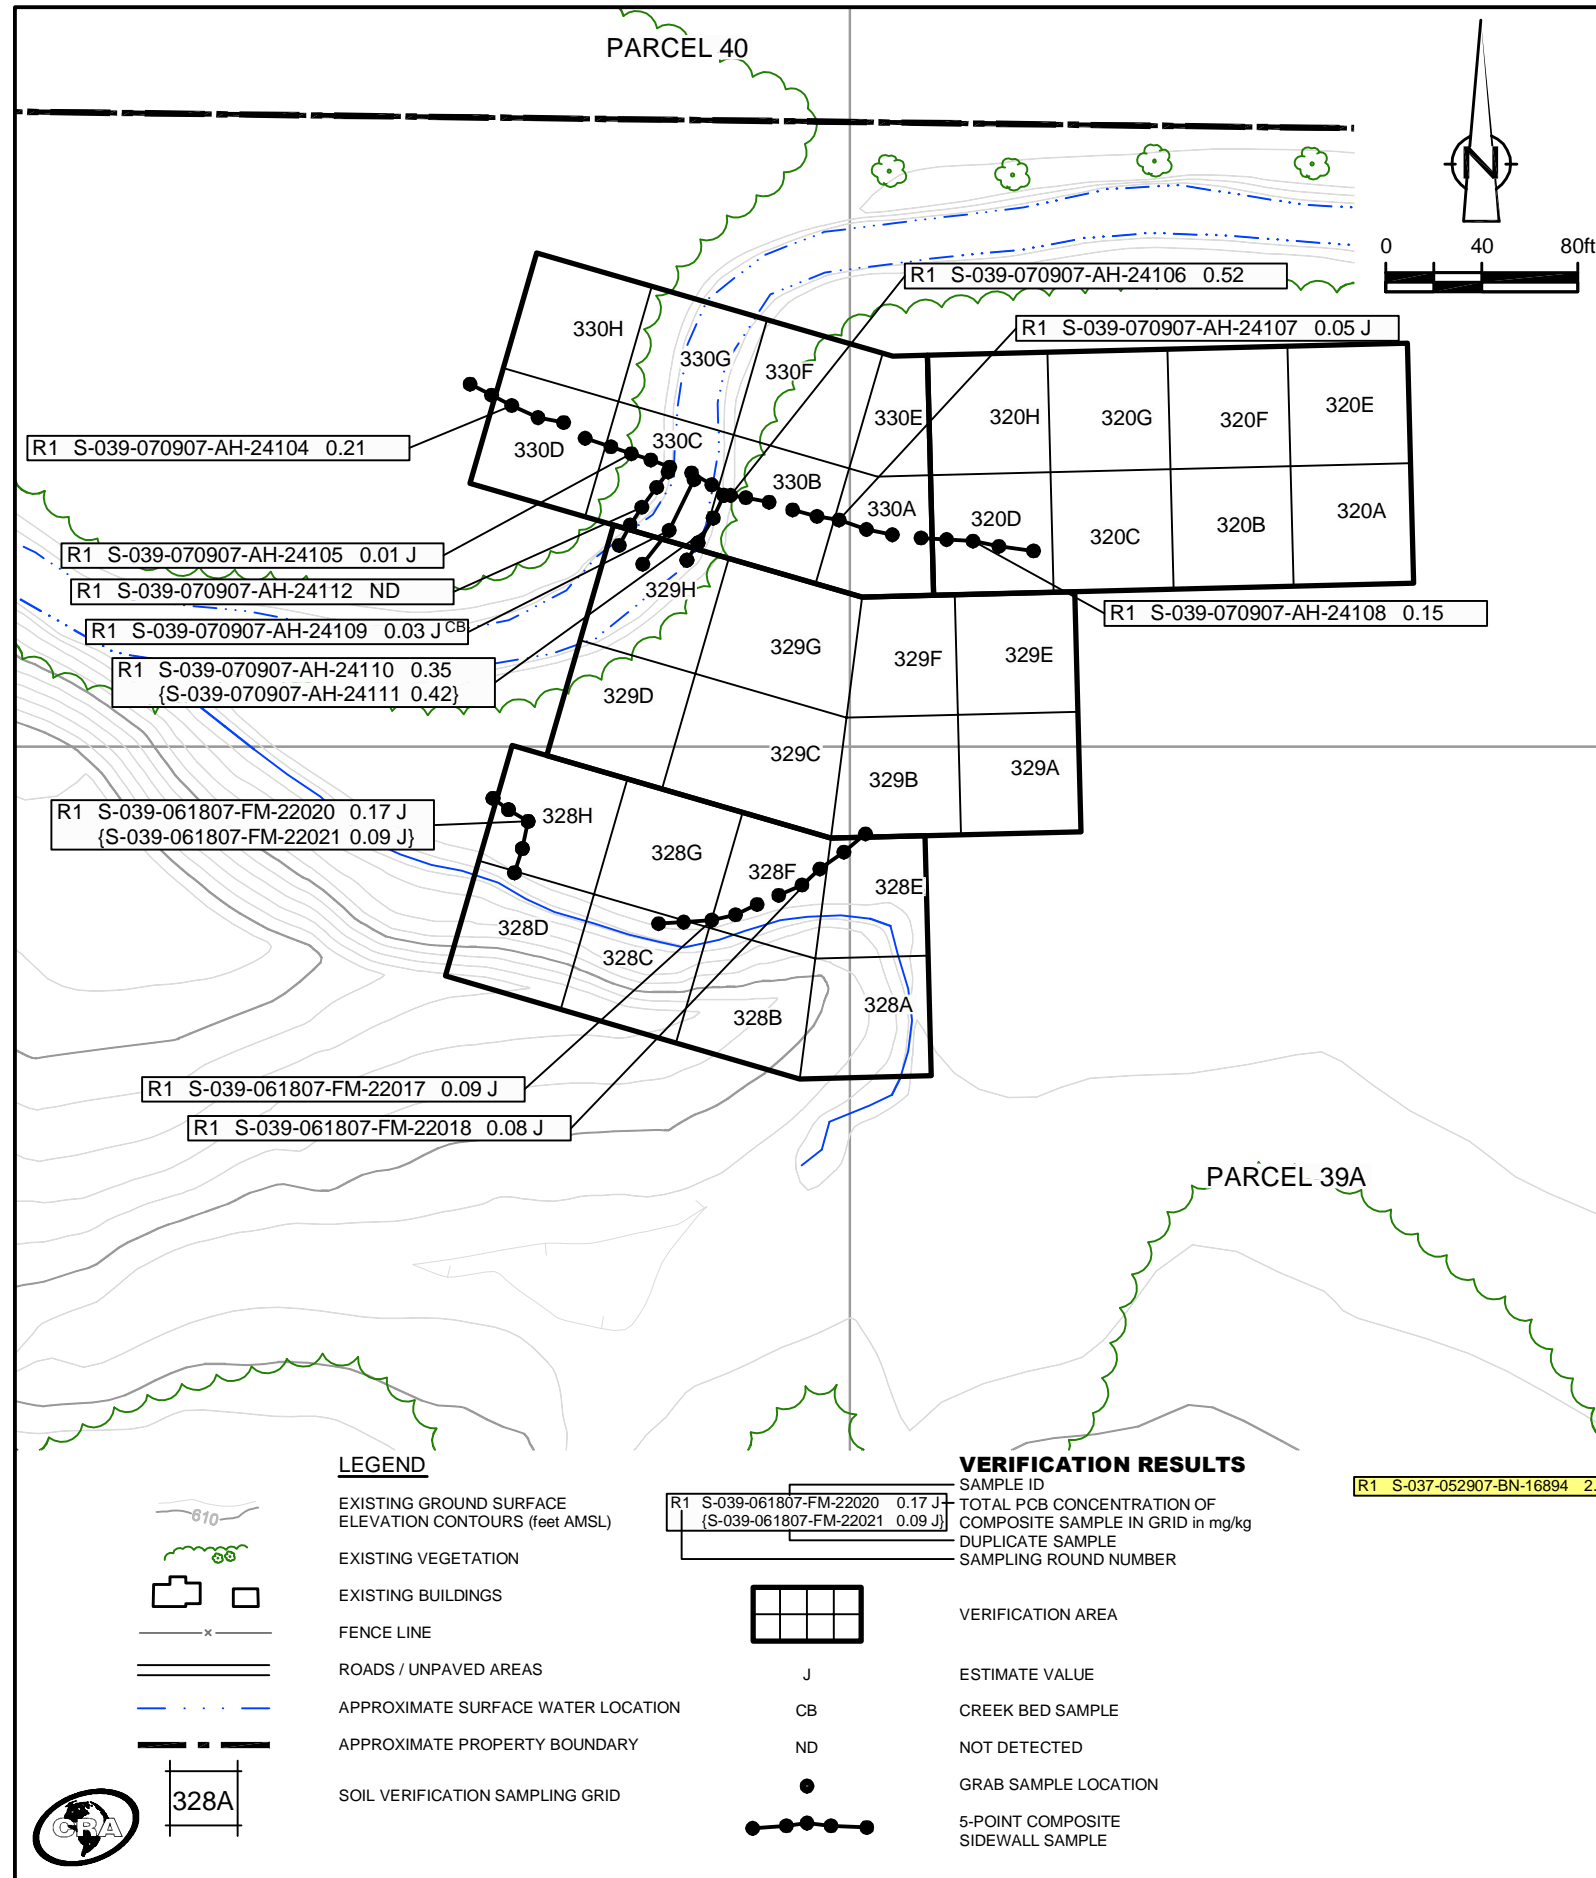 PARCEL 40
N
0 40 80ft
R1 S-039-070907-AH-24106 0.52
R1 S-039-070907-AH-24107 0.05 J
330H
330G
330F
330E
320H
320G
320F
320E
R1 S-039-070907-AH-24104 0.21
330D
330C
330B
330A
320D
320C
320B
320A
R1 S-039-070907-AH-24105 0.01 J
R1 S-039-070907-AH-24112 ND
R1 S-039-070907-AH-24109 0.03 J CB
R1 S-039-070907-AH-24110 0.35
{S-039-070907-AH-24111 0.42}
R1 S-039-070907-AH-24108 0.15
329H
329G
329F
329E
329D
329C
329B
329A
R1 S-039-061807-FM-22020 0.17 J
{S-039-061807-FM-22021 0.09 J}
328H
328G
328F
328E
328D
328C
328B
328A
R1 S-039-061807-FM-22017 0.09 J
R1 S-039-061807-FM-22018 0.08 J
PARCEL 39A
LEGEND
610
EXISTING GROUND SURFACE
ELEVATION CONTOURS (feet AMSL)
EXISTING VEGETATION
EXISTING BUILDINGS
x
FENCE LINE
ROADS / UNPAVED AREAS
APPROXIMATE SURFACE WATER LOCATION
APPROXIMATE PROPERTY BOUNDARY
328A
SOIL VERIFICATION SAMPLING GRID
CRA
VERIFICATION RESULTS
R1 S-039-061807-FM-22020 0.17 J
{S-039-061807-FM-22021 0.09 J}
SAMPLE ID
TOTAL PCB CONCENTRATION OF
COMPOSITE SAMPLE IN GRID in mg/kg
DUPLICATE SAMPLE
SAMPLING ROUND NUMBER
R1 S-037-052907-BN-16894 2.
VERIFICATION AREA
J ESTIMATE VALUE
CB CREEK BED SAMPLE
ND NOT DETECTED
GRAB SAMPLE LOCATION
5-POINT COMPOSITE
SIDEWALL SAMPLE